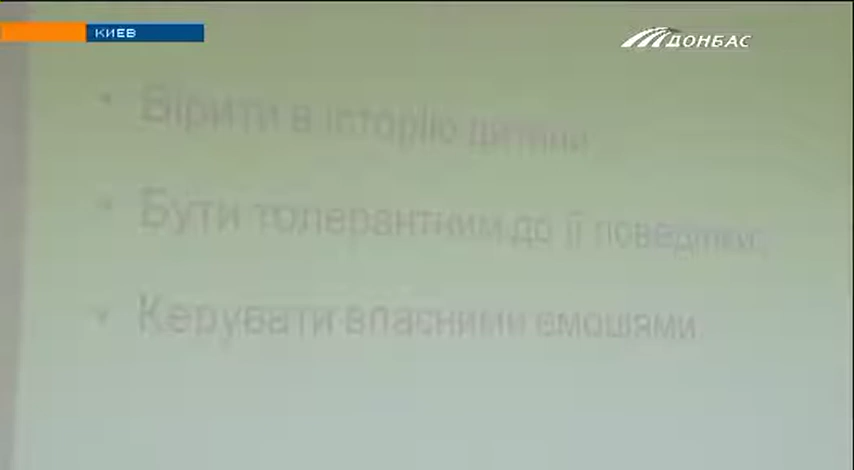 КИЕВ
ДОНБАС
• Вірити в історію дитини
• Бути толерантним до її поведінки.
• Керувати власними емоціями